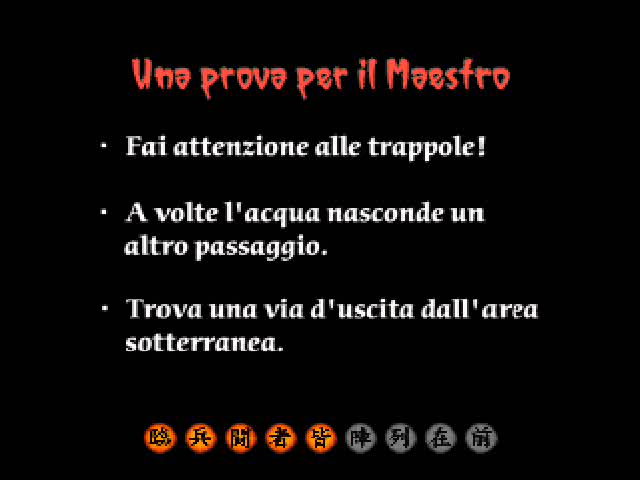 Una prova per il Maestro
· Fai attenzione alle trappole!
· A volte l'acqua nasconde un
altro passaggio.
· Trova una via d'uscita dall'area
sotterranea.
臨 兵 闘 者 皆 陣 列 在 前